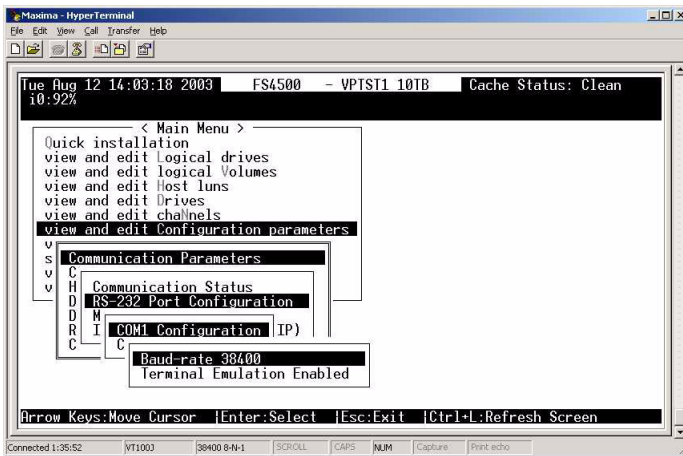 Maxima - HyperTerminal
File Edit View Call Transfer Help
Tue Aug 12 14:03:18 2003 FS4500 - VPTST1 10TB Cache Status: Clean
i0:92%
< Main Menu >
Quick installation
view and edit Logical drives
view and edit logical Volumes
view and edit Host luns
view and edit Drives
view and edit chaNnels
view and edit Configuration parameters
v
s Communication Parameters
v C
v H Communication Status
D RS-232 Port Configuration
D M
R I COM1 Configuration IP)
C C
Baud-rate 38400
Terminal Emulation Enabled
Arrow Keys:Move Cursor |Enter:Select |Esc:Exit |Ctrl+L:Refresh Screen
Connected 1:35:52 VT100J 38400 8-N-1 SCROLL CAPS NUM Capture Print echo